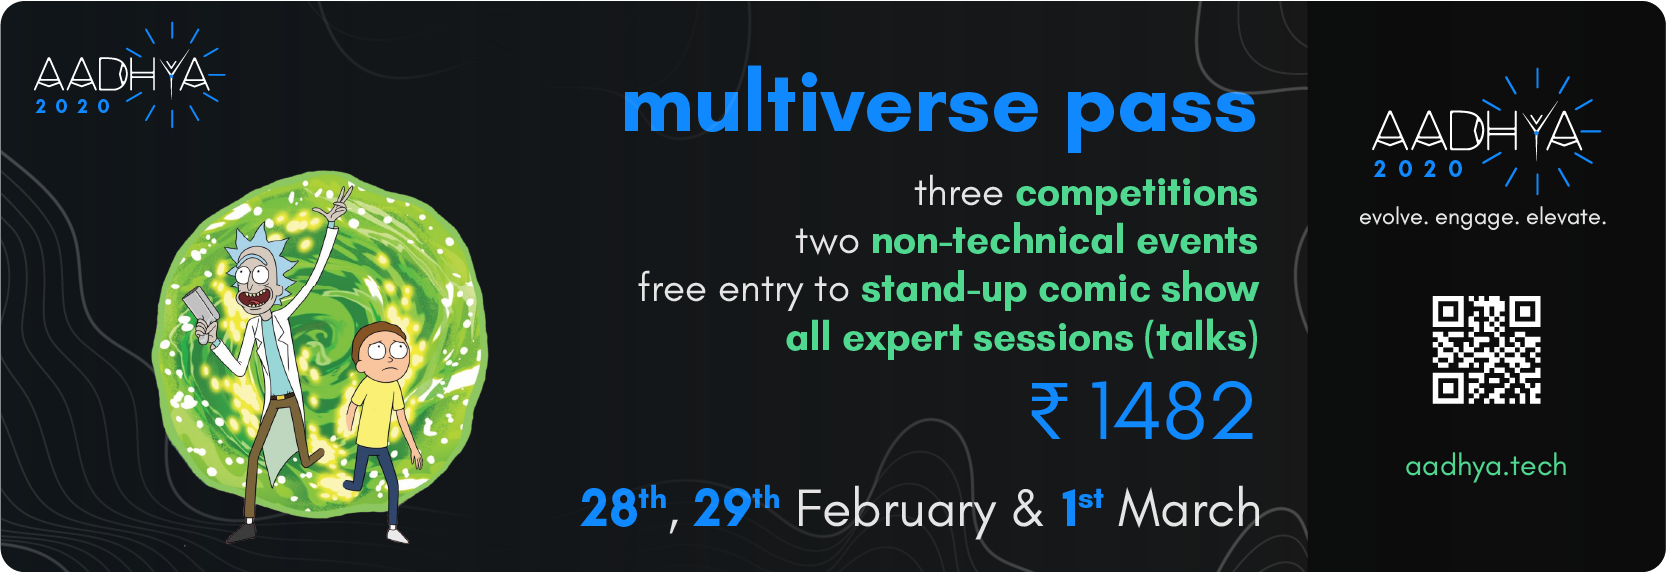 AADHYA
2020
multiverse pass
three competitions
two non-technical events
free entry to stand-up comic show
all expert sessions (talks)
₹ 1482
28th, 29th February & 1st March
AADHYA
2020
evolve. engage. elevate.
aadhya.tech